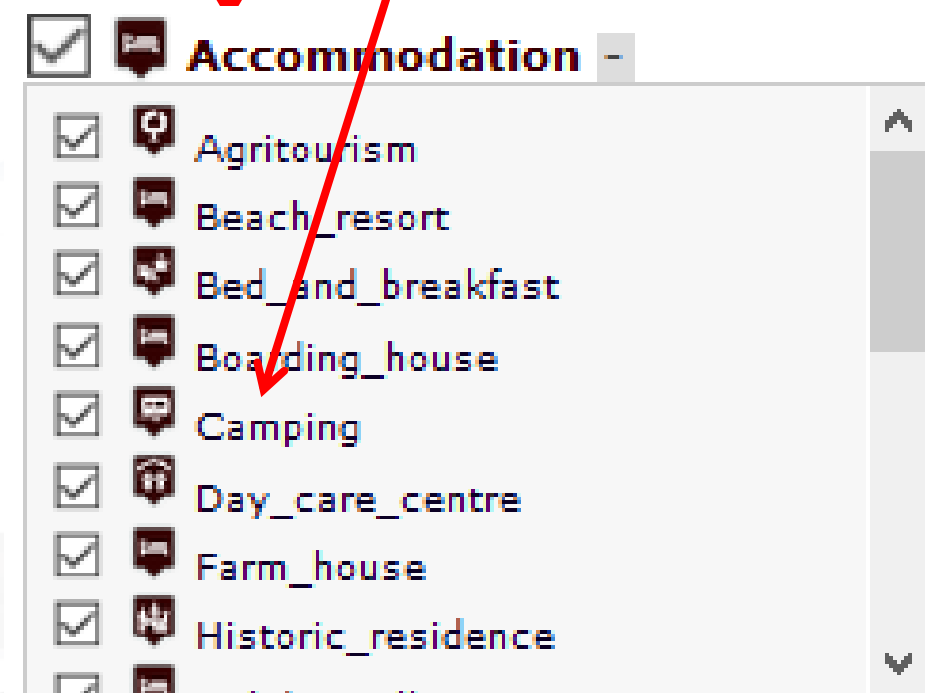 Accommodation -
Agritourism
Beach_resort
Bed_and_breakfast
Boarding_house
Camping
Day_care_centre
Farm_house
Historic_residence